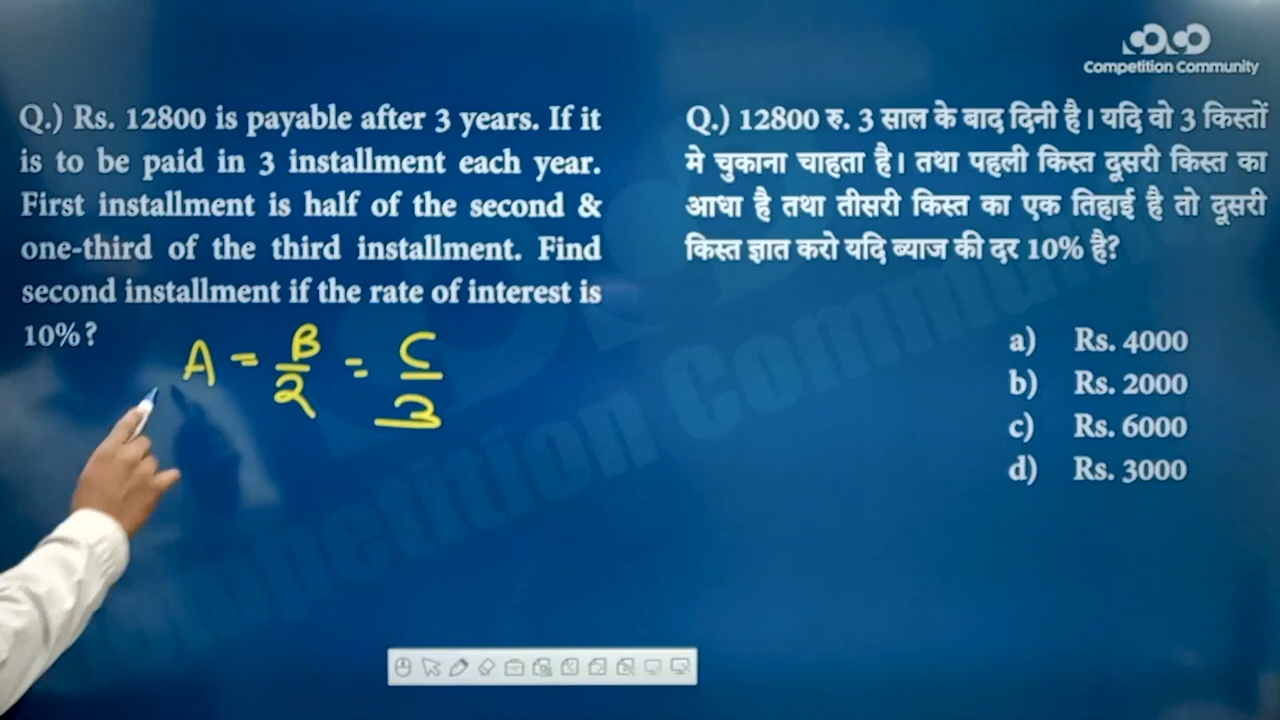 Competition Community
Q.) Rs. 12800 is payable after 3 years. If it
is to be paid in 3 installment each year.
First installment is half of the second &
one-third of the third installment. Find
second installment if the rate of interest is
10%?
A = B/2 = C/3
Q.) 12800 रु. 3 साल के बाद दिनी है। यदि वो 3 किस्तों
मे चुकाना चाहता है। तथा पहली किस्त दूसरी किस्त का
आधा है तथा तीसरी किस्त का एक तिहाई है तो दूसरी
किस्त ज्ञात करो यदि ब्याज की दर 10% है?
a) Rs. 4000
b) Rs. 2000
c) Rs. 6000
d) Rs. 3000
Competition Community